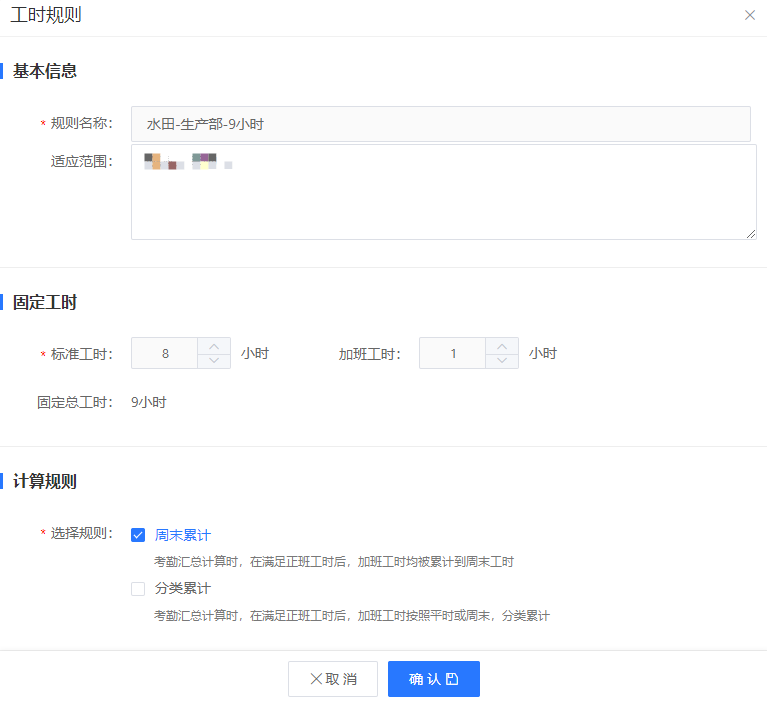 工时规则
基本信息
* 规则名称： 水田-生产部-9小时
适应范围：
固定工时
* 标准工时： 8 小时 加班工时： 1 小时
固定总工时： 9小时
计算规则
* 选择规则： 周末累计
考勤汇总计算时，在满足正班工时后，加班工时均被累计到周末工时
分类累计
考勤汇总计算时，在满足正班工时后，加班工时按照平时或周末，分类累计
取 消 确 认